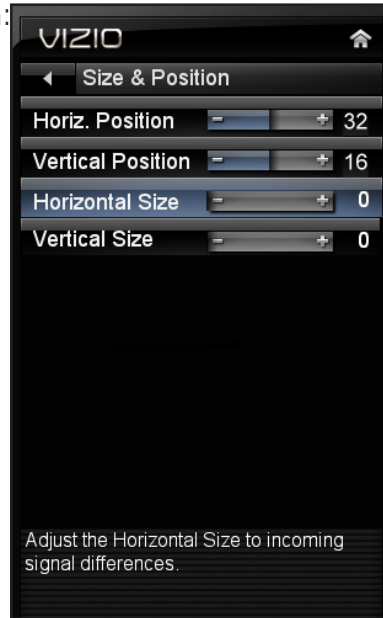 :
VIZIO
Size & Position
Horiz. Position - + 32
Vertical Position - + 16
Horizontal Size - + 0
Vertical Size - + 0
Adjust the Horizontal Size to incoming
signal differences.